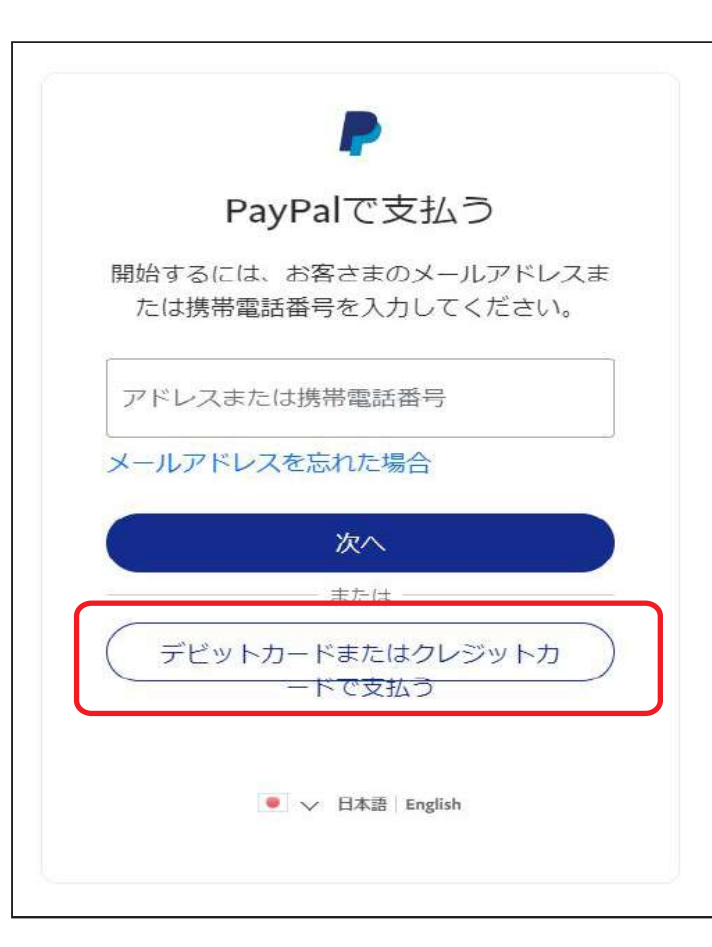 PayPalで支払う
開始するには、お客さまのメールアドレスま
たは携帯電話番号を入力してください。
アドレスまたは携帯電話番号
メールアドレスを忘れた場合
次へ
または
デビットカードまたはクレジットカ
ードで支払う
日本語 | English